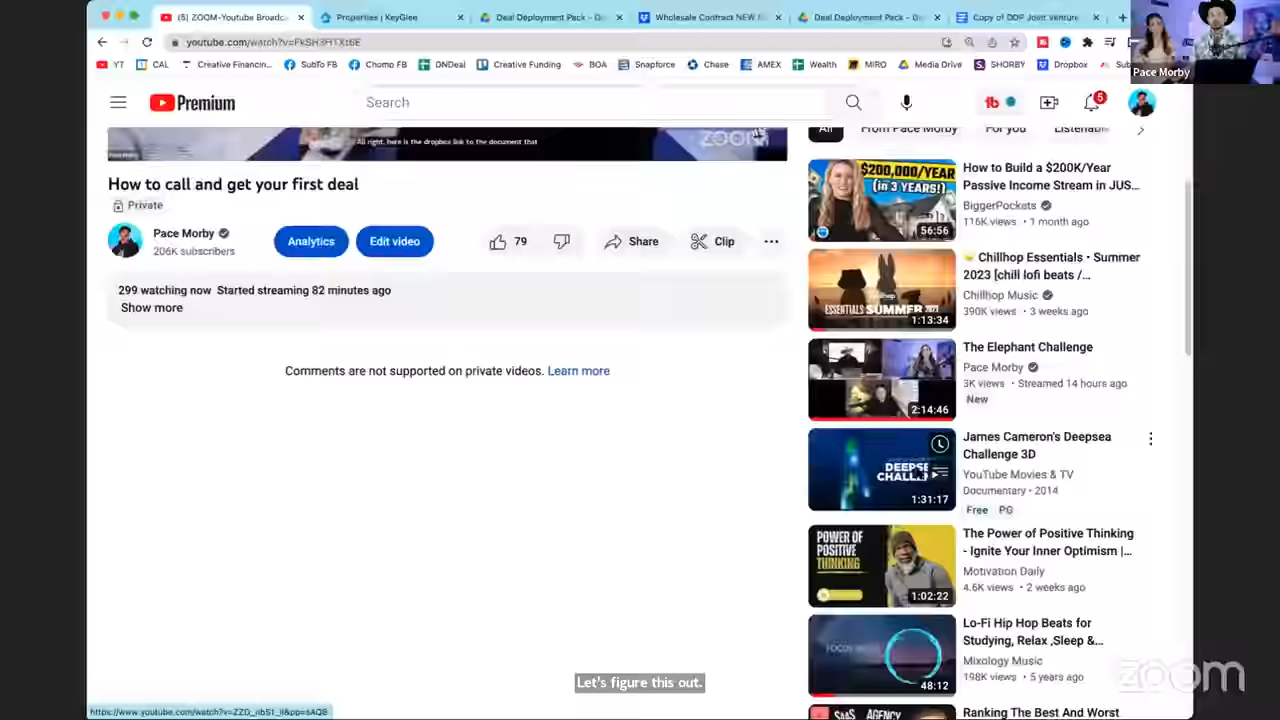 (5) ZOOM-Youtube Broadc
Properties | KeyGlee
Deal Deployment Pack - G
Wholesale Contract NEW
Deal Deployment Pack - G
Copy of DDP Joint Venture
Pace Morby
YT
CAL
Creative Financin...
SubTo FB
Chomo FB
DNDeal
Creative Funding
BOA
Snapforce
Chase
AMEX
Wealth
MIRO
Media Drive
SHORBY
Dropbox
Premium
Search
5
All right, here is the dropbox link to the document that
ZOOM
All
From Pace Morby
For you
Listenable
How to call and get your first deal
Private
Pace Morby
206K subscribers
Analytics
Edit video
79
Share
Clip
299 watching now Started streaming 82 minutes ago
Show more
Comments are not supported on private videos. Learn more
$200,000/YEAR
(in 3 YEARS!)
56:56
How to Build a $200K/Year
Passive Income Stream in JUS...
BiggerPockets
116K views • 1 month ago
ESSENTIALS SUMMER 2023
1:13:34
Chillhop Essentials • Summer
2023 [chill lofi beats /...
Chillhop Music
390K views • 3 weeks ago
2:14:46
The Elephant Challenge
Pace Morby
3K views • Streamed 14 hours ago
New
DEEPSE
CHALL
1:31:17
James Cameron's Deepsea
Challenge 3D
YouTube Movies & TV
Documentary • 2014
Free PG
POWER OF
POSITIVE
THINKING
1:02:22
The Power of Positive Thinking
- Ignite Your Inner Optimism |...
Motivation Daily
4.6K views • 2 weeks ago
48:12
Lo-Fi Hip Hop Beats for
Studying, Relax ,Sleep &...
Mixology Music
198K views • 5 years ago
AGENCY
Ranking The Best And Worst
Let's figure this out.
zoom